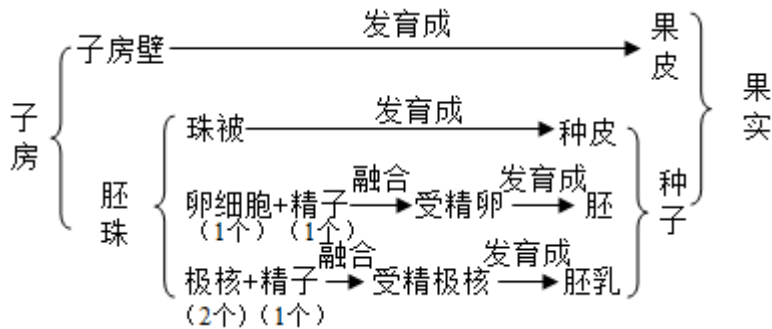 子房
子房壁 发育成 果皮
胚珠
珠被 发育成 种皮
卵细胞+精子 融合 受精卵 发育成 胚
（1个）（1个）
极核+精子 融合 受精极核 发育成 胚乳
（2个）（1个）
种子
果实